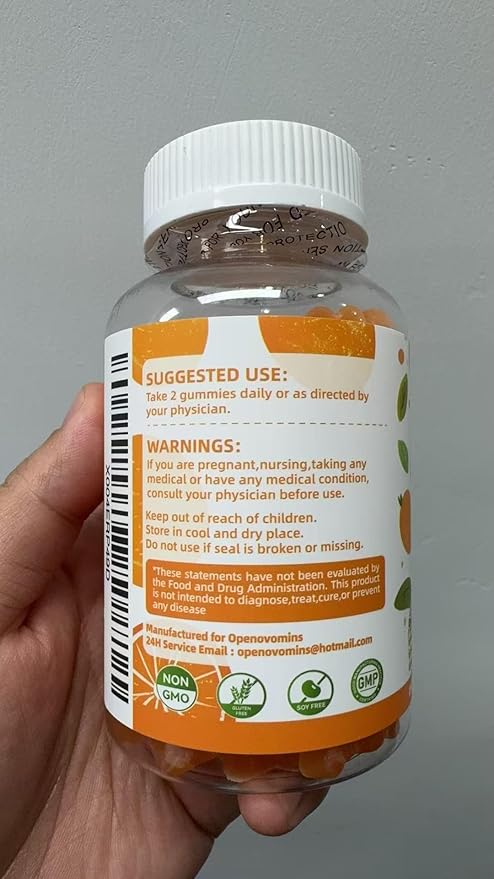 SUGGESTED USE:
Take 2 gummies daily or as directed by
your physician.
WARNINGS:
If you are pregnant,nursing,taking any
medical or have any medical condition,
consult your physician before use.
Keep out of reach of children.
Store in cool and dry place.
Do not use if seal is broken or missing.
*These statements have not been evaluated by
the Food and Drug Administration. This product
is not intended to diagnose,treat,cure,or prevent
any disease
Manufactured for Openovomins
24H Service Email : openovomins@hotmail.com
NON
GMO
GLUTEN
FREE
SOY FREE
GMP
X004ERP49D